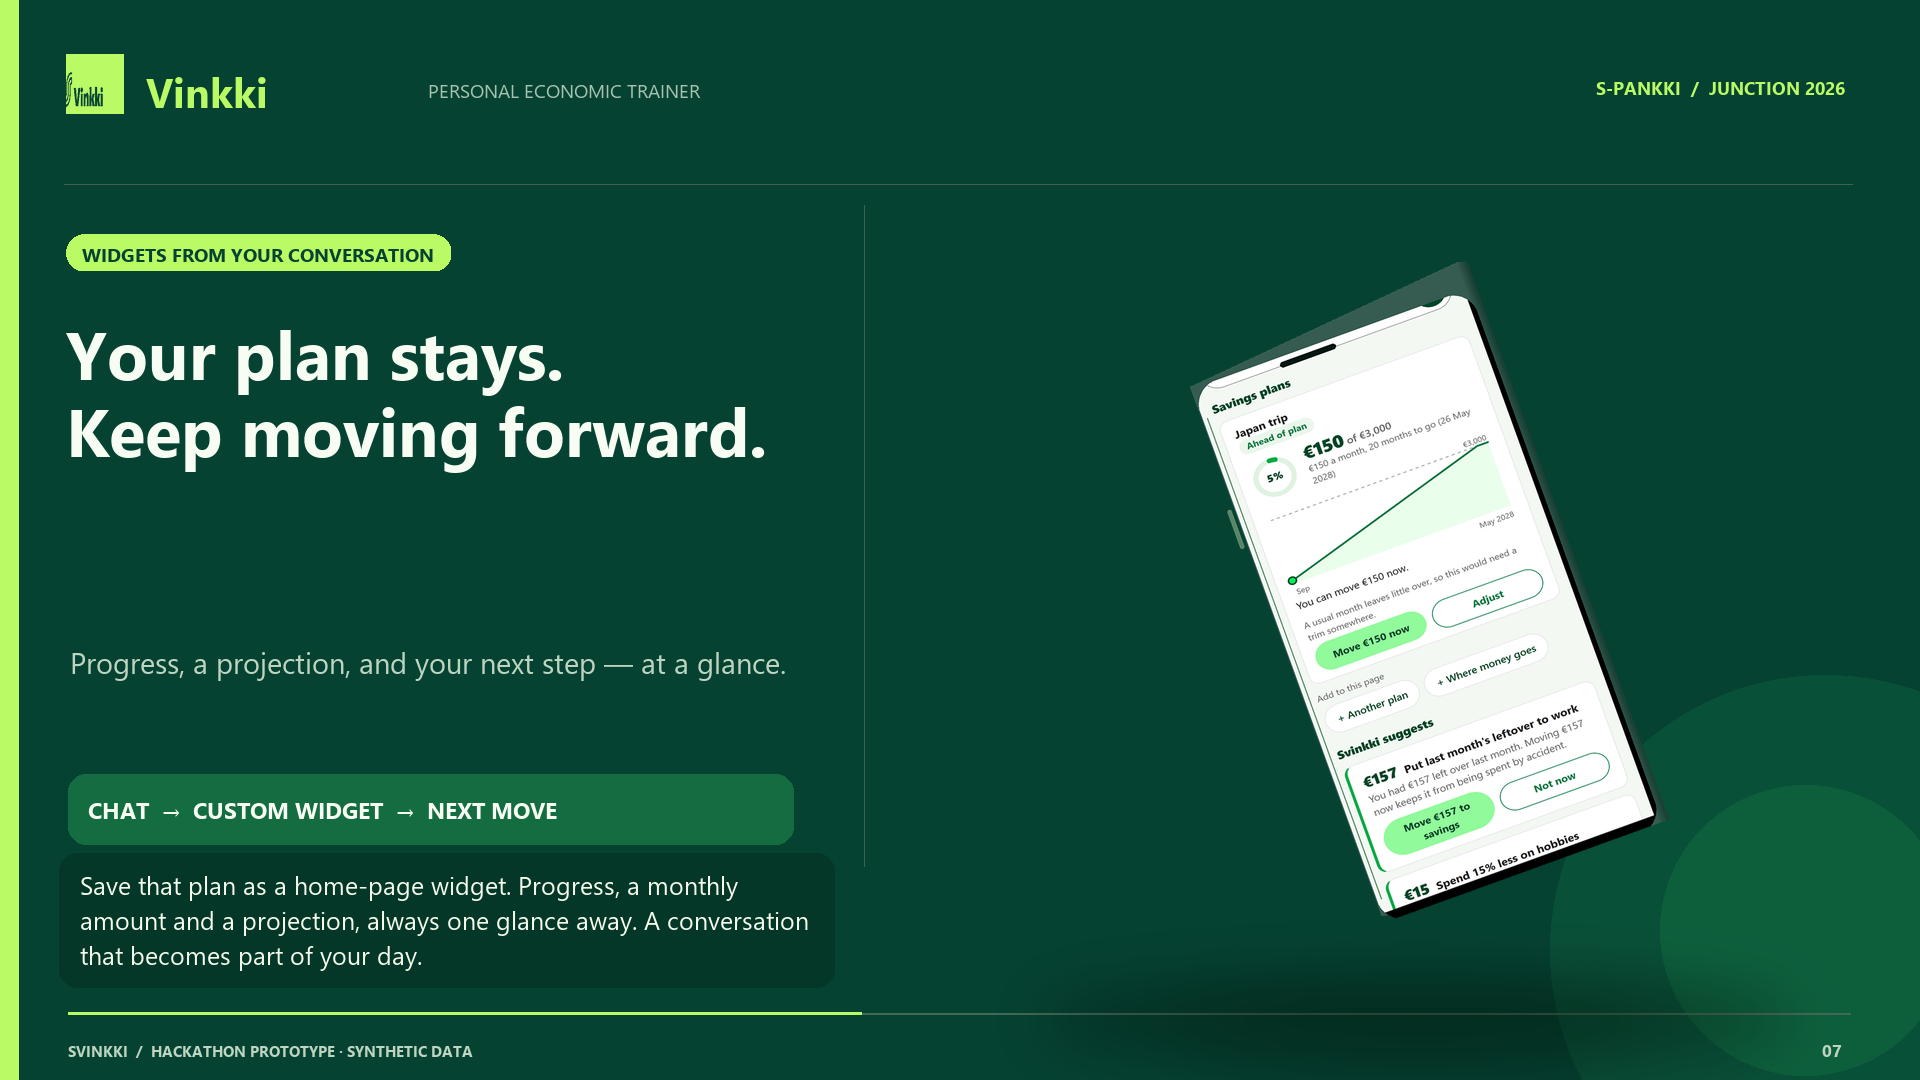 Vinkki
Vinkki
PERSONAL ECONOMIC TRAINER
S-PANKKI / JUNCTION 2026
WIDGETS FROM YOUR CONVERSATION
Your plan stays.
Keep moving forward.
Progress, a projection, and your next step — at a glance.
CHAT → CUSTOM WIDGET → NEXT MOVE
Save that plan as a home-page widget. Progress, a monthly
amount and a projection, always one glance away. A conversation
that becomes part of your day.
Savings plans
Japan trip
Ahead of plan
5%
€150 of €3,000
€150 a month, 20 months to go (26 May
2028)
€3,000
Sep
May 2028
You can move €150 now.
A usual month leaves little over, so this would need a
trim somewhere.
Move €150 now
Adjust
Add to this page
+ Another plan
+ Where money goes
Svinkki suggests
€157 Put last month's leftover to work
You had €157 left over last month. Moving €157
now keeps it from being spent by accident.
Move €157 to
savings
Not now
€15 Spend 15% less on hobbies
SVINKKI / HACKATHON PROTOTYPE · SYNTHETIC DATA
07